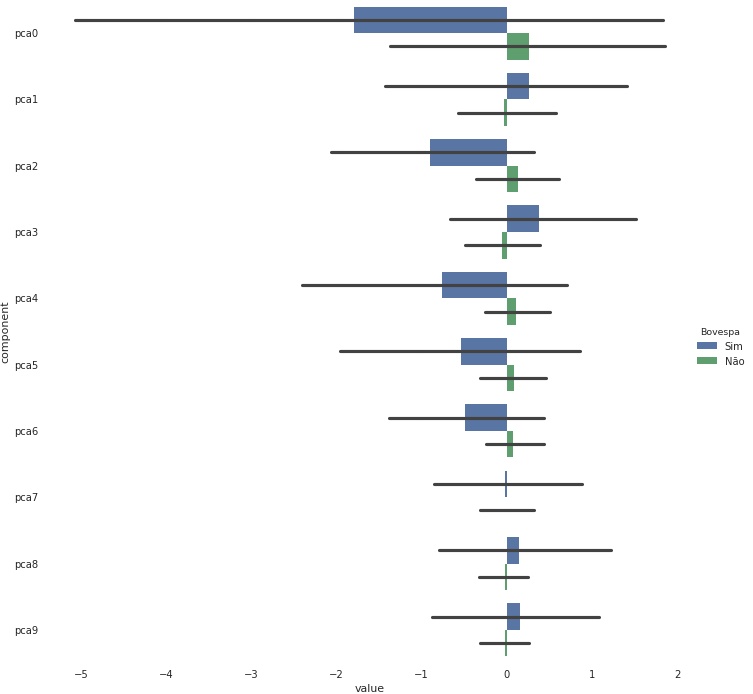 pca0
pca1
pca2
pca3
pca4
pca5
pca6
pca7
pca8
pca9
component
−5 −4 −3 −2 −1 0 1 2
value
Bovespa
Sim
Não